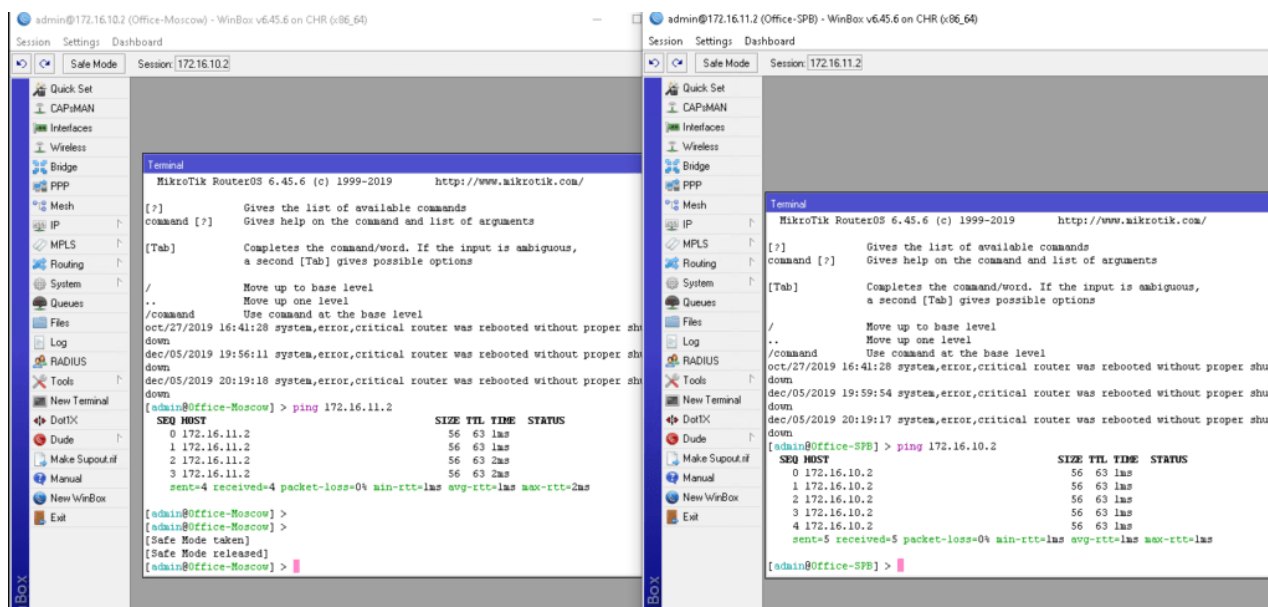 admin@172.16.10.2 (Office-Moscow) - WinBox v6.45.6 on CHR (x86_64)
Session Settings Dashboard
Safe Mode Session: 172.16.10.2
Quick Set
CAPsMAN
Interfaces
Wireless
Bridge
PPP
Mesh
IP
MPLS
Routing
System
Queues
Files
Log
RADIUS
Tools
New Terminal
Dot1X
Dude
Make Supout.rif
Manual
New WinBox
Exit
Box
Terminal
MikroTik RouterOS 6.45.6 (c) 1999-2019 http://www.mikrotik.com/
[?] Gives the list of available commands
command [?] Gives help on the command and list of arguments
[Tab] Completes the command/word. If the input is ambiguous,
a second [Tab] gives possible options
/ Move up to base level
.. Move up one level
/command Use command at the base level
oct/27/2019 16:41:28 system,error,critical router was rebooted without proper shu
down
dec/05/2019 19:56:11 system,error,critical router was rebooted without proper shu
down
dec/05/2019 20:19:18 system,error,critical router was rebooted without proper shu
down
[admin@Office-Moscow] > ping 172.16.11.2
SEQ HOST SIZE TTL TIME STATUS
0 172.16.11.2 56 63 1ms
1 172.16.11.2 56 63 1ms
2 172.16.11.2 56 63 2ms
3 172.16.11.2 56 63 2ms
sent=4 received=4 packet-loss=0% min-rtt=1ms avg-rtt=1ms max-rtt=2ms
[admin@Office-Moscow] >
[admin@Office-Moscow] >
[Safe Mode taken]
[Safe Mode released]
[admin@Office-Moscow] >
admin@172.16.11.2 (Office-SPB) - WinBox v6.45.6 on CHR (x86_64)
Session Settings Dashboard
Safe Mode Session: 172.16.11.2
Quick Set
CAPsMAN
Interfaces
Wireless
Bridge
PPP
Mesh
IP
MPLS
Routing
System
Queues
Files
Log
RADIUS
Tools
New Terminal
Dot1X
Dude
Make Supout.rif
Manual
New WinBox
Exit
Box
Terminal
MikroTik RouterOS 6.45.6 (c) 1999-2019 http://www.mikrotik.com/
[?] Gives the list of available commands
command [?] Gives help on the command and list of arguments
[Tab] Completes the command/word. If the input is ambiguous,
a second [Tab] gives possible options
/ Move up to base level
.. Move up one level
/command Use command at the base level
oct/27/2019 16:41:28 system,error,critical router was rebooted without proper shu
down
dec/05/2019 19:59:54 system,error,critical router was rebooted without proper shu
down
dec/05/2019 20:19:17 system,error,critical router was rebooted without proper shu
down
[admin@Office-SPB] > ping 172.16.10.2
SEQ HOST SIZE TTL TIME STATUS
0 172.16.10.2 56 63 1ms
1 172.16.10.2 56 63 1ms
2 172.16.10.2 56 63 1ms
3 172.16.10.2 56 63 1ms
4 172.16.10.2 56 63 1ms
sent=5 received=5 packet-loss=0% min-rtt=1ms avg-rtt=1ms max-rtt=1ms
[admin@Office-SPB] >